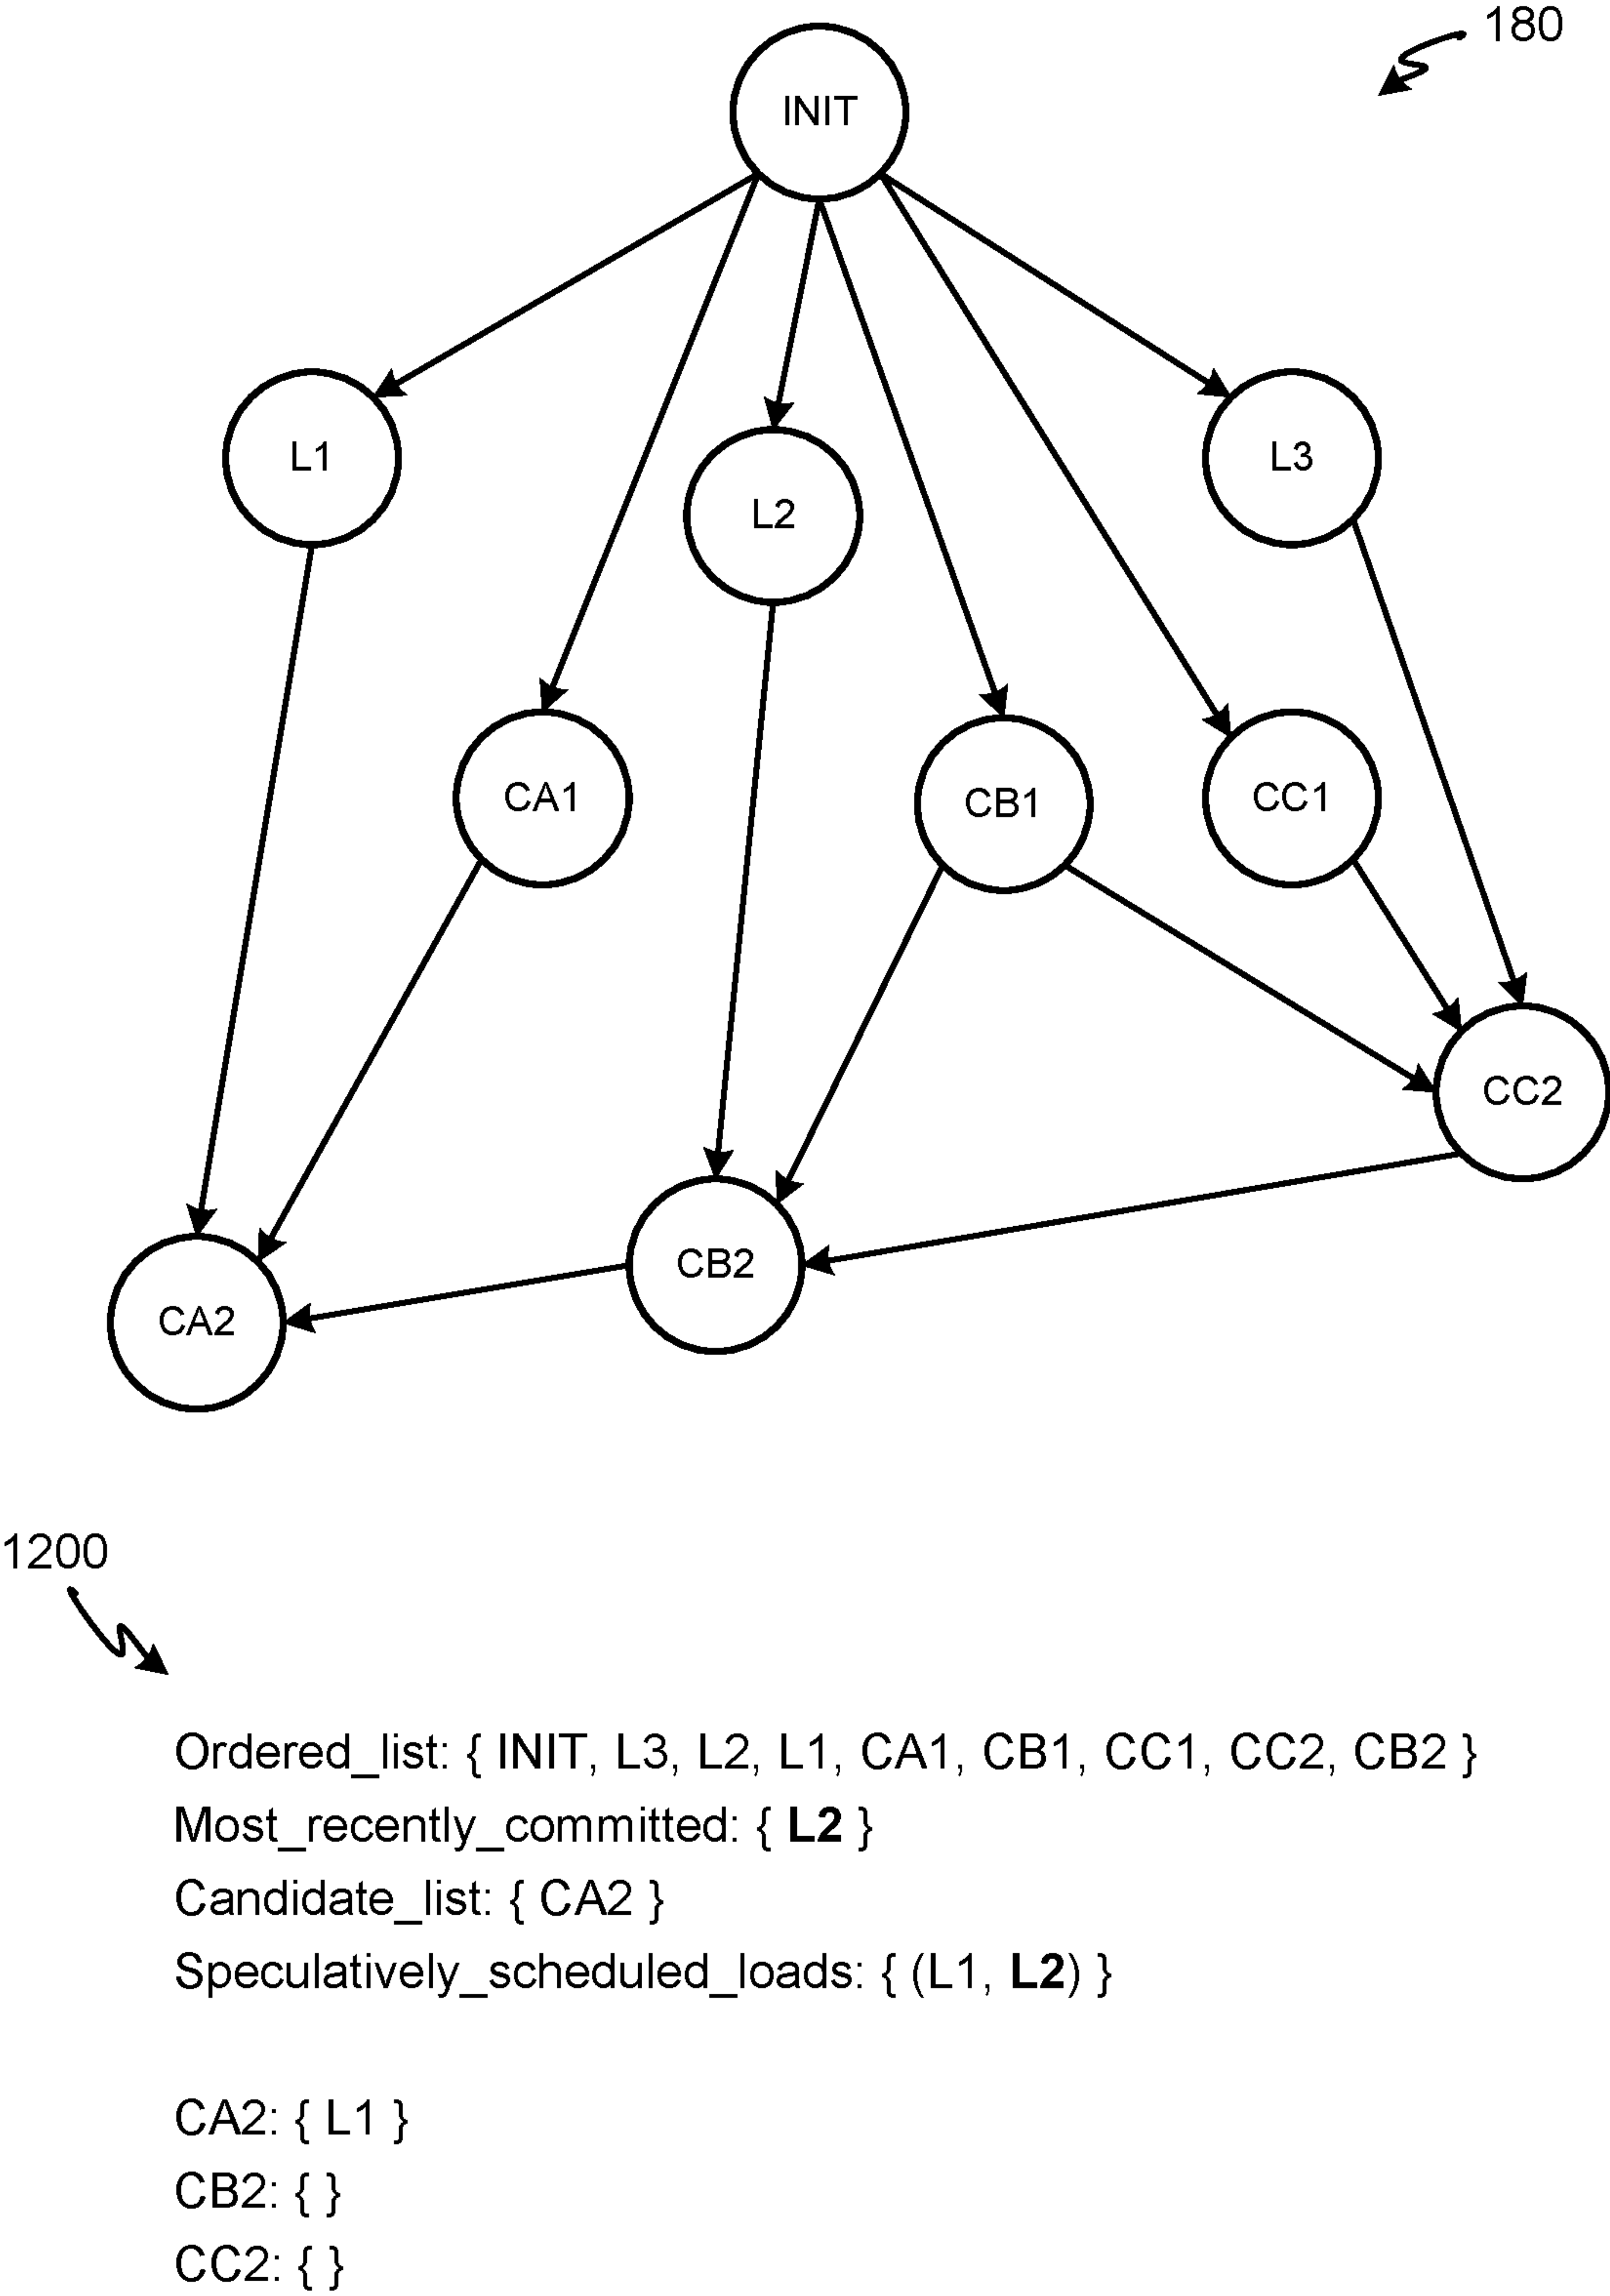 180
INIT
L1
L3
L2
CA1
CB1
CC1
CC2
CB2
CA2
1200
Ordered_list: { INIT, L3, L2, L1, CA1, CB1, CC1, CC2, CB2 }
Most_recently_committed: { L2 }
Candidate_list: { CA2 }
Speculatively_scheduled_loads: { (L1, L2) }
CA2: { L1 }
CB2: { }
CC2: { }